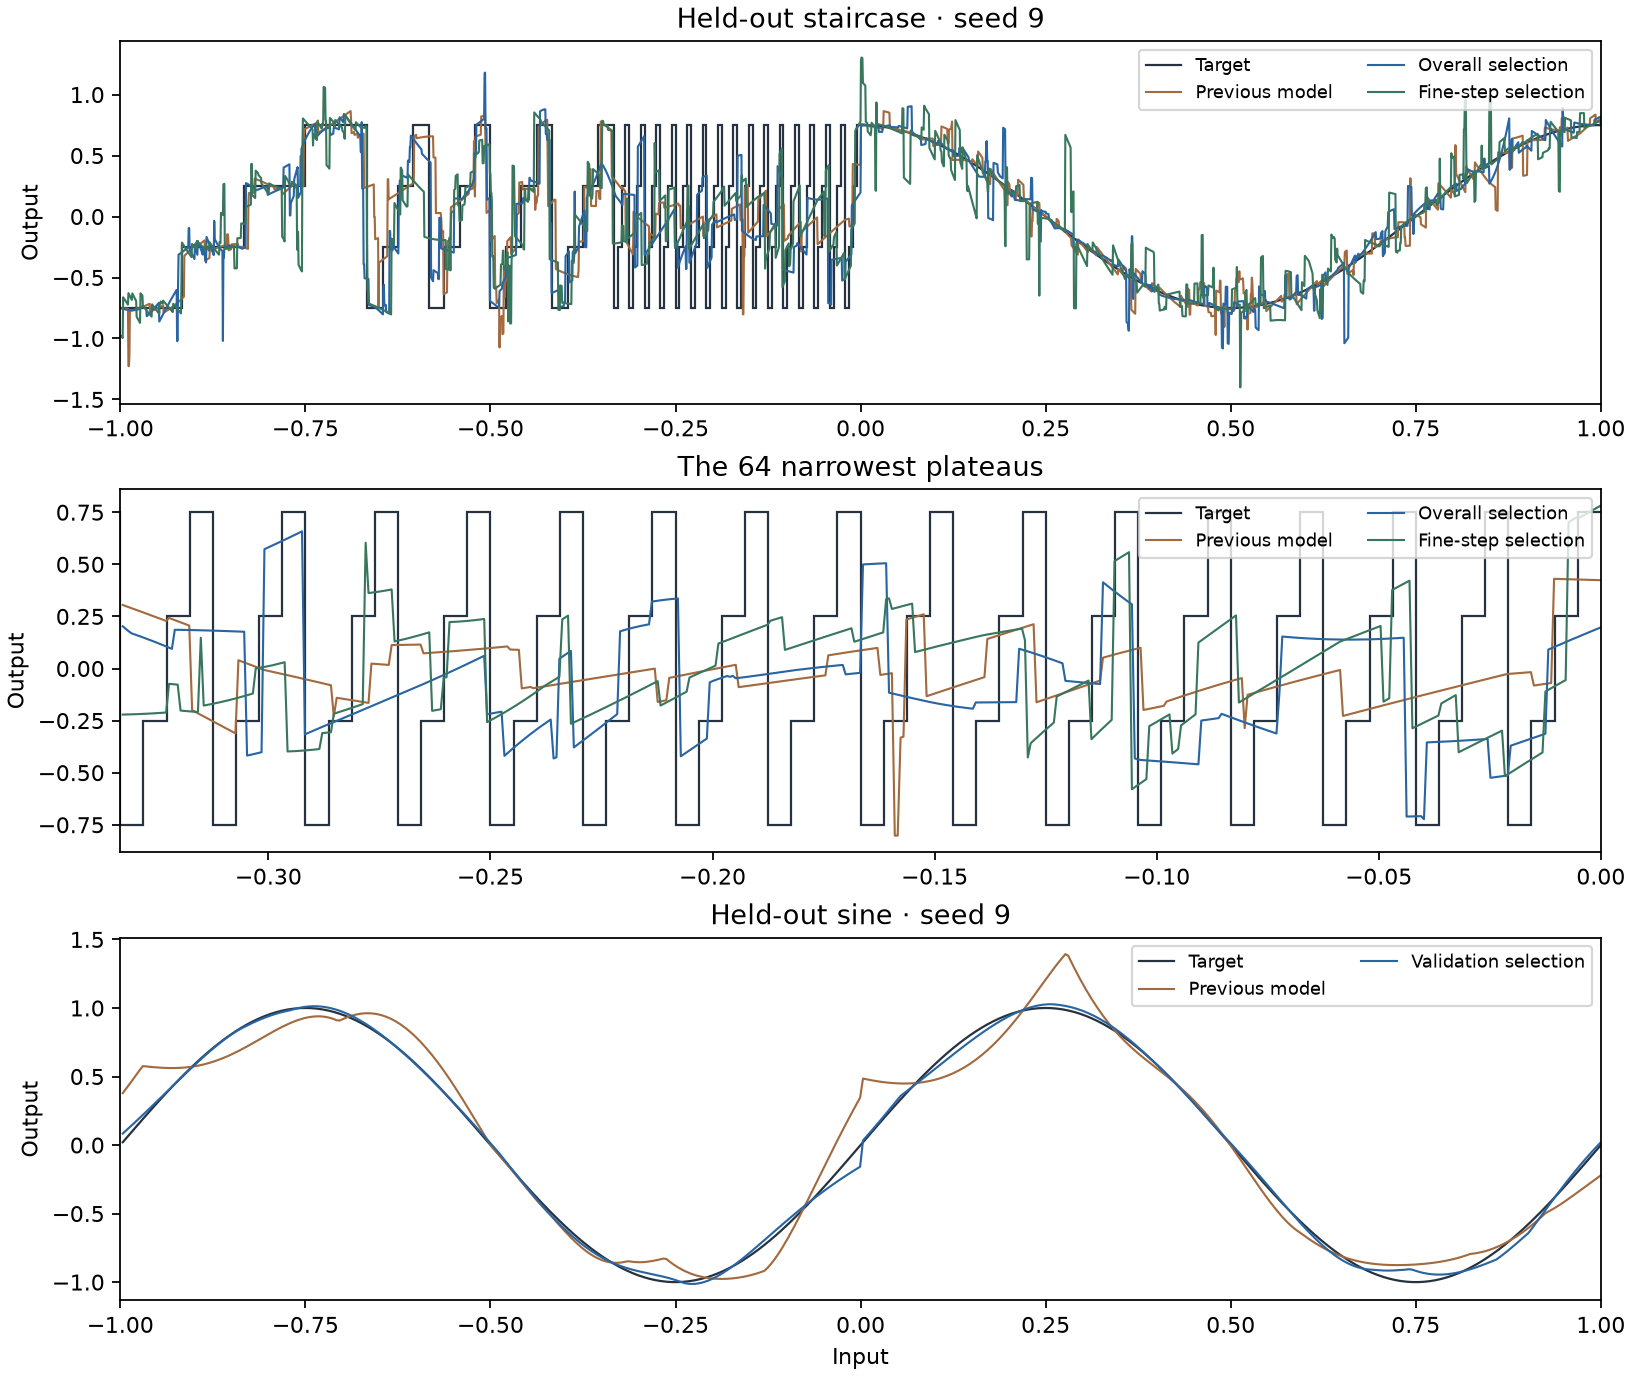 Held-out staircase · seed 9
Target
Previous model
Overall selection
Fine-step selection
Output
1.0
0.5
0.0
−0.5
−1.0
−1.5
−1.00 −0.75 −0.50 −0.25 0.00 0.25 0.50 0.75 1.00
The 64 narrowest plateaus
Target
Previous model
Overall selection
Fine-step selection
Output
0.75
0.50
0.25
0.00
−0.25
−0.50
−0.75
−0.30 −0.25 −0.20 −0.15 −0.10 −0.05 0.00
Held-out sine · seed 9
Target
Previous model
Validation selection
Output
1.5
1.0
0.5
0.0
−0.5
−1.0
−1.00 −0.75 −0.50 −0.25 0.00 0.25 0.50 0.75 1.00
Input